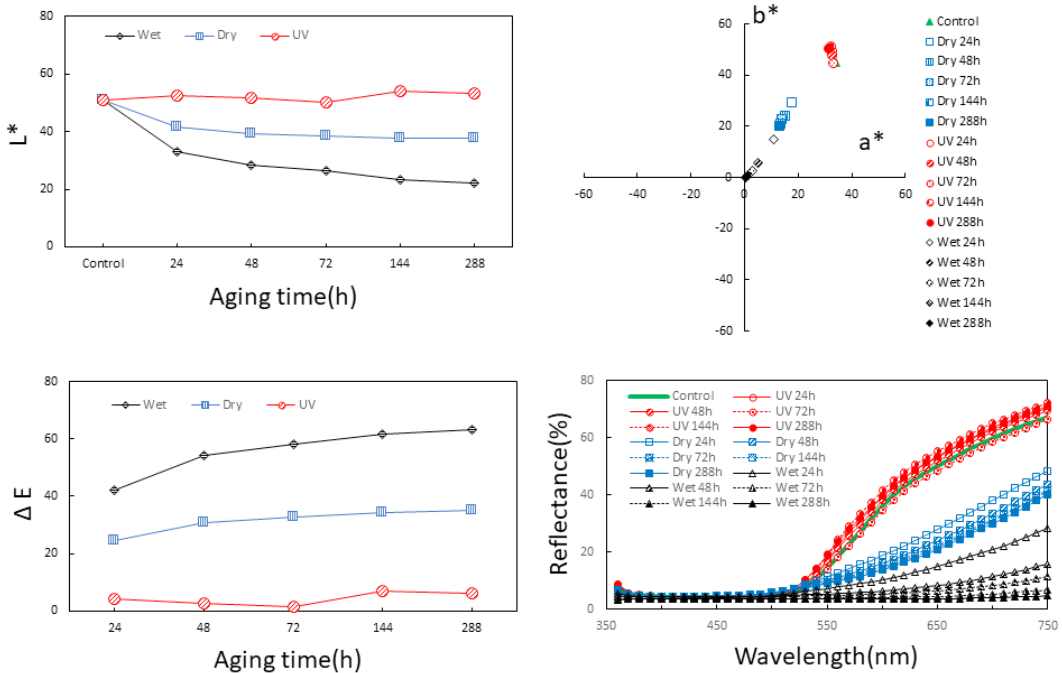 80
60
40
20
0
L*
Wet
Dry
UV
Control
24
48
72
144
288
Aging time(h)
b*
a*
60
40
20
0
20
40
60
-60
-40
-20
0
20
40
60
Control
Dry 24h
Dry 48h
Dry 72h
Dry 144h
Dry 288h
UV 24h
UV 48h
UV 72h
UV 144h
UV 288h
Wet 24h
Wet 48h
Wet 72h
Wet 144h
Wet 288h
80
60
40
20
0
Δ E
Wet
Dry
UV
24
48
72
144
288
Aging time(h)
80
60
40
20
0
Reflectance(%)
Control
UV 24h
UV 48h
UV 72h
UV 144h
UV 288h
Dry 24h
Dry 48h
Dry 72h
Dry 144h
Dry 288h
Wet 24h
Wet 48h
Wet 72h
Wet 144h
Wet 288h
350
450
550
650
750
Wavelength(nm)